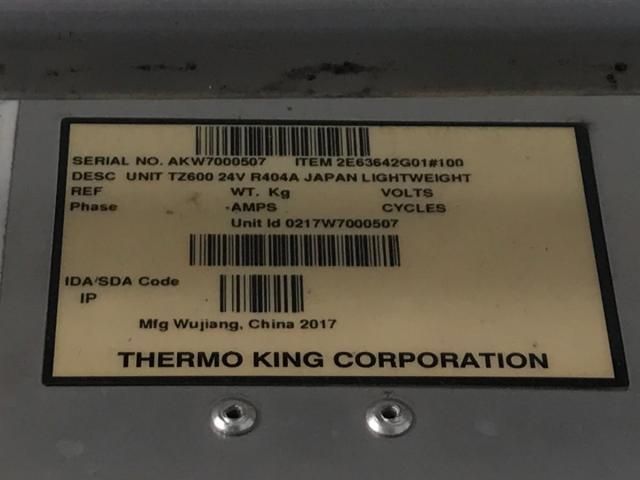 SERIAL NO. AKW7000507 ITEM 2E63642G01#100
DESC UNIT TZ600 24V R404A JAPAN LIGHTWEIGHT
REF WT. Kg VOLTS
Phase AMPS CYCLES
Unit Id 0217W7000507
IDA/SDA Code
IP
Mfg Wujiang, China 2017
THERMO KING CORPORATION